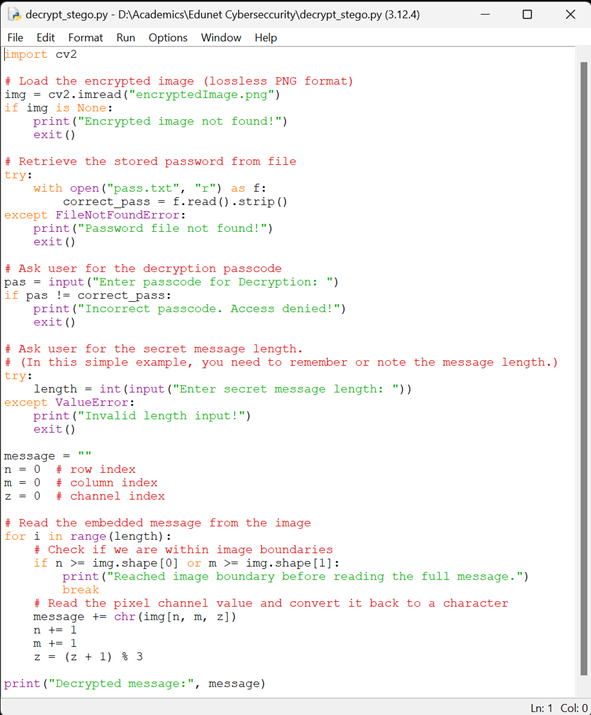 decrypt_stego.py - D:\Academics\Edunet Cyberseccurity\decrypt_stego.py (3.12.4)
File Edit Format Run Options Window Help
import cv2

# Load the encrypted image (lossless PNG format)
img = cv2.imread("encryptedImage.png")
if img is None:
    print("Encrypted image not found!")
    exit()

# Retrieve the stored password from file
try:
    with open("pass.txt", "r") as f:
        correct_pass = f.read().strip()
except FileNotFoundError:
    print("Password file not found!")
    exit()

# Ask user for the decryption passcode
pas = input("Enter passcode for Decryption: ")
if pas != correct_pass:
    print("Incorrect passcode. Access denied!")
    exit()

# Ask user for the secret message length.
# (In this simple example, you need to remember or note the message length.)
try:
    length = int(input("Enter secret message length: "))
except ValueError:
    print("Invalid length input!")
    exit()

message = ""
n = 0  # row index
m = 0  # column index
z = 0  # channel index

# Read the embedded message from the image
for i in range(length):
    # Check if we are within image boundaries
    if n >= img.shape[0] or m >= img.shape[1]:
        print("Reached image boundary before reading the full message.")
        break
    # Read the pixel channel value and convert it back to a character
    message += chr(img[n, m, z])
    n += 1
    m += 1
    z = (z + 1) % 3

print("Decrypted message:", message)
Ln: 1 Col: 0